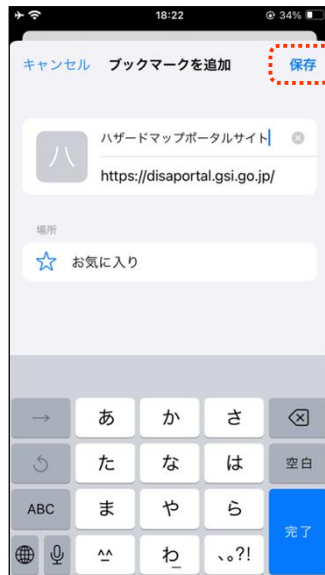 18:22
34%
キャンセル ブックマークを追加 保存
ハ
ハザードマップポータルサイト
https://disaportal.gsi.go.jp/
場所
お気に入り
→ あ か さ
た な は 空白
ABC ま や ら
^^ わ_ 、。?!
完了